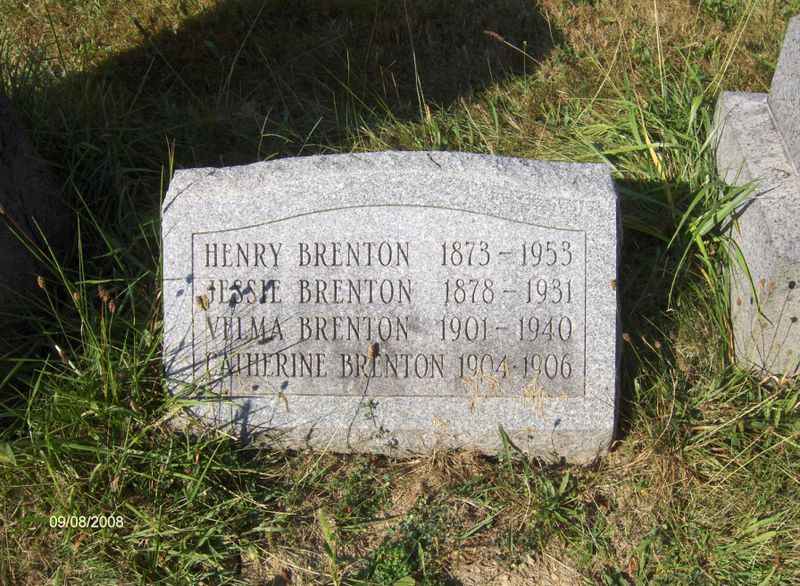 HENRY BRENTON 1873 - 1953
JESSIE BRENTON 1878 - 1931
VELMA BRENTON 1901 - 1940
CATHERINE BRENTON 1904-1906
09/08/2008